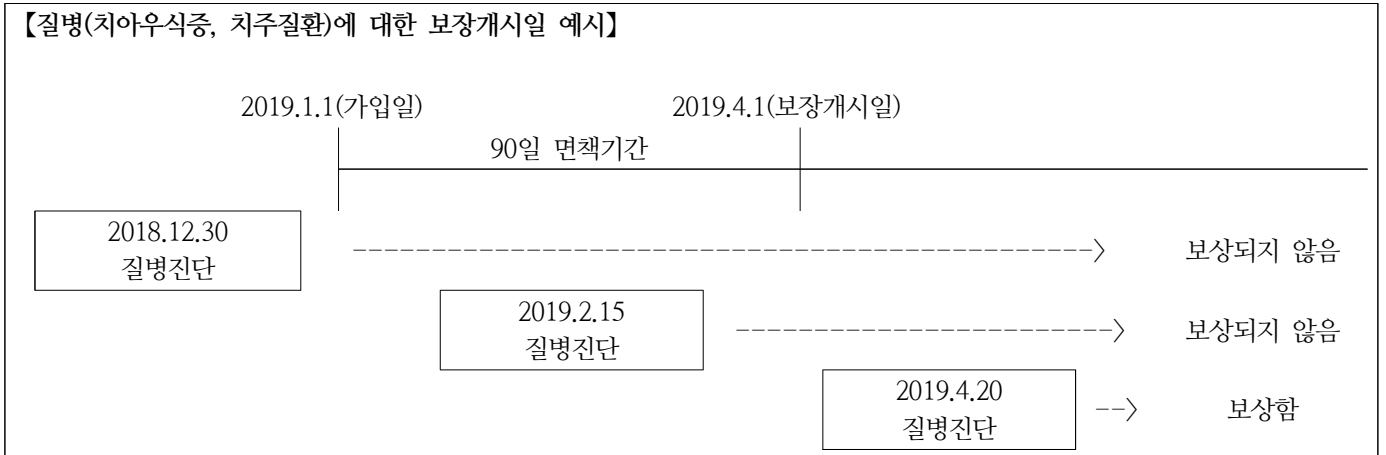 【질병(치아우식증, 치주질환)에 대한 보장개시일 예시】
2019.1.1(가입일) 2019.4.1(보장개시일)
90일 면책기간
2018.12.30
질병진단
보상되지 않음
2019.2.15
질병진단
보상되지 않음
2019.4.20
질병진단
보상함